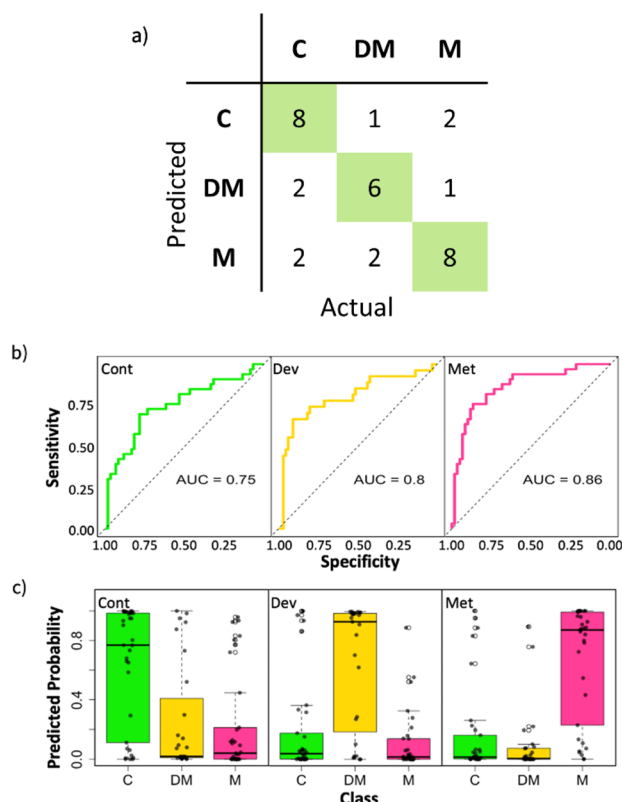 a)
C DM M
Predicted
C 8 1 2
DM 2 6 1
M 2 2 8
Actual
b)
Cont Dev Met
Sensitivity
0.75
0.50
0.25
0.00
AUC = 0.75 AUC = 0.8 AUC = 0.86
1.00 0.75 0.50 0.25 1.00 0.75 0.50 0.25 1.00 0.75 0.50 0.25 0.00
Specificity
c)
Cont Dev Met
Predicted Probability
0.8
0.4
0.0
C DM M C DM M C DM M
Class